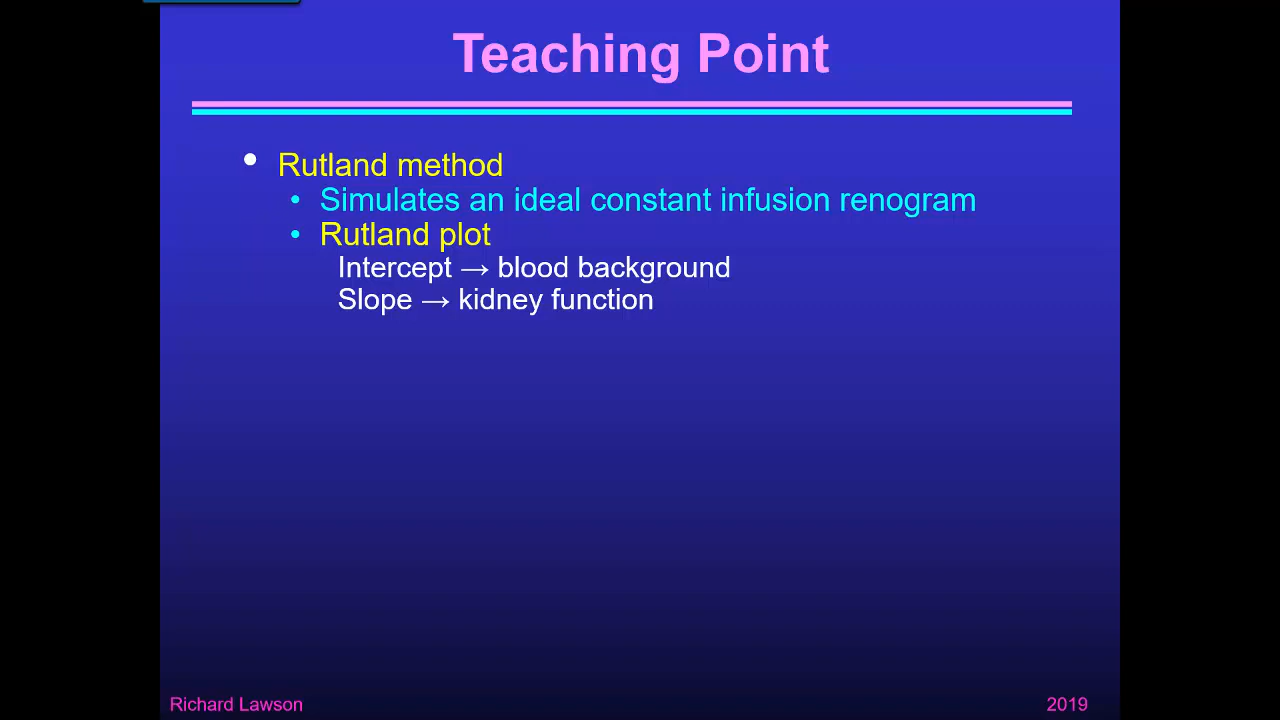 Teaching Point
• Rutland method
• Simulates an ideal constant infusion renogram
• Rutland plot
Intercept → blood background
Slope → kidney function
Richard Lawson
2019